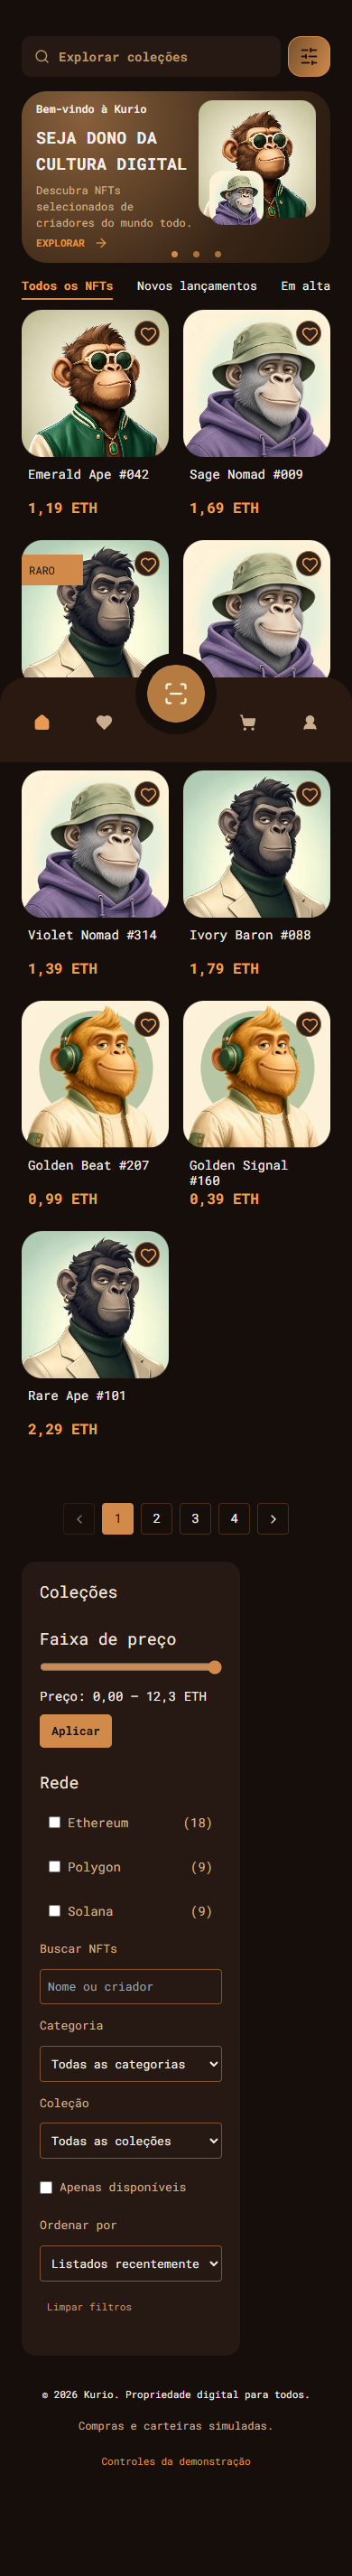 Explorar coleções
Bem-vindo à Kurio
SEJA DONO DA
CULTURA DIGITAL
Descubra NFTs
selecionados de
criadores do mundo todo.
EXPLORAR
Todos os NFTs
Novos lançamentos
Em alta
Emerald Ape #042
Sage Nomad #009
1,19 ETH
1,69 ETH
RARO
Violet Nomad #314
Ivory Baron #088
1,39 ETH
1,79 ETH
Golden Beat #207
Golden Signal
#160
0,99 ETH
0,39 ETH
Rare Ape #101
2,29 ETH
1
2
3
4
Coleções
Faixa de preço
Preço: 0,00 — 12,3 ETH
Aplicar
Rede
Ethereum (18)
Polygon (9)
Solana (9)
Buscar NFTs
Nome ou criador
Categoria
Todas as categorias
Coleção
Todas as coleções
Apenas disponíveis
Ordenar por
Listados recentemente
Limpar filtros
© 2026 Kurio. Propriedade digital para todos.
Compras e carteiras simuladas.
Controles da demonstração